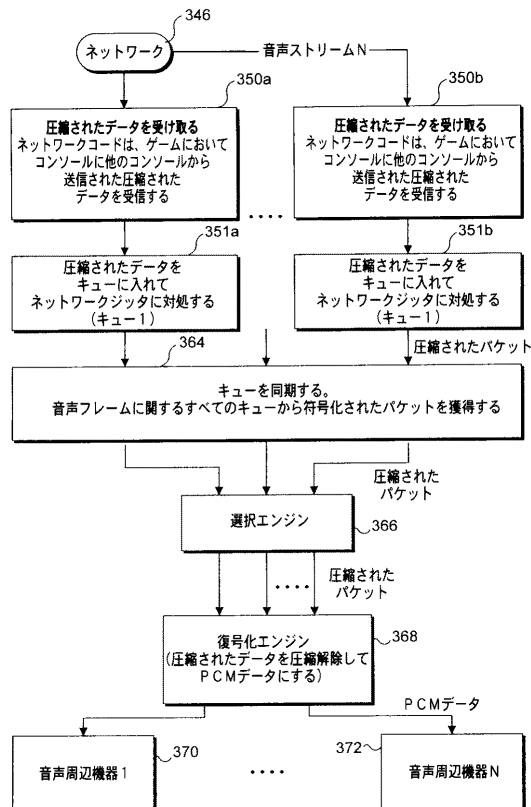 346
ネットワーク
音声ストリームN
350a
圧縮されたデータを受け取る
ネットワークコードは、ゲームにおいて
コンソールに他のコンソールから
送信された圧縮された
データを受信する
350b
圧縮されたデータを受け取る
ネットワークコードは、ゲームにおいて
コンソールに他のコンソールから
送信された圧縮された
データを受信する
351a
圧縮されたデータを
キューに入れて
ネットワークジッタに対処する
(キュー1)
351b
圧縮されたデータを
キューに入れて
ネットワークジッタに対処する
(キュー1)
圧縮されたパケット
364
キューを同期する。
音声フレームに関するすべてのキューから符号化されたパケットを獲得する
圧縮された
パケット
選択エンジン
366
圧縮された
パケット
復号化エンジン
(圧縮されたデータを圧縮解除して
PCMデータにする)
368
PCMデータ
音声周辺機器1
370
372
音声周辺機器N